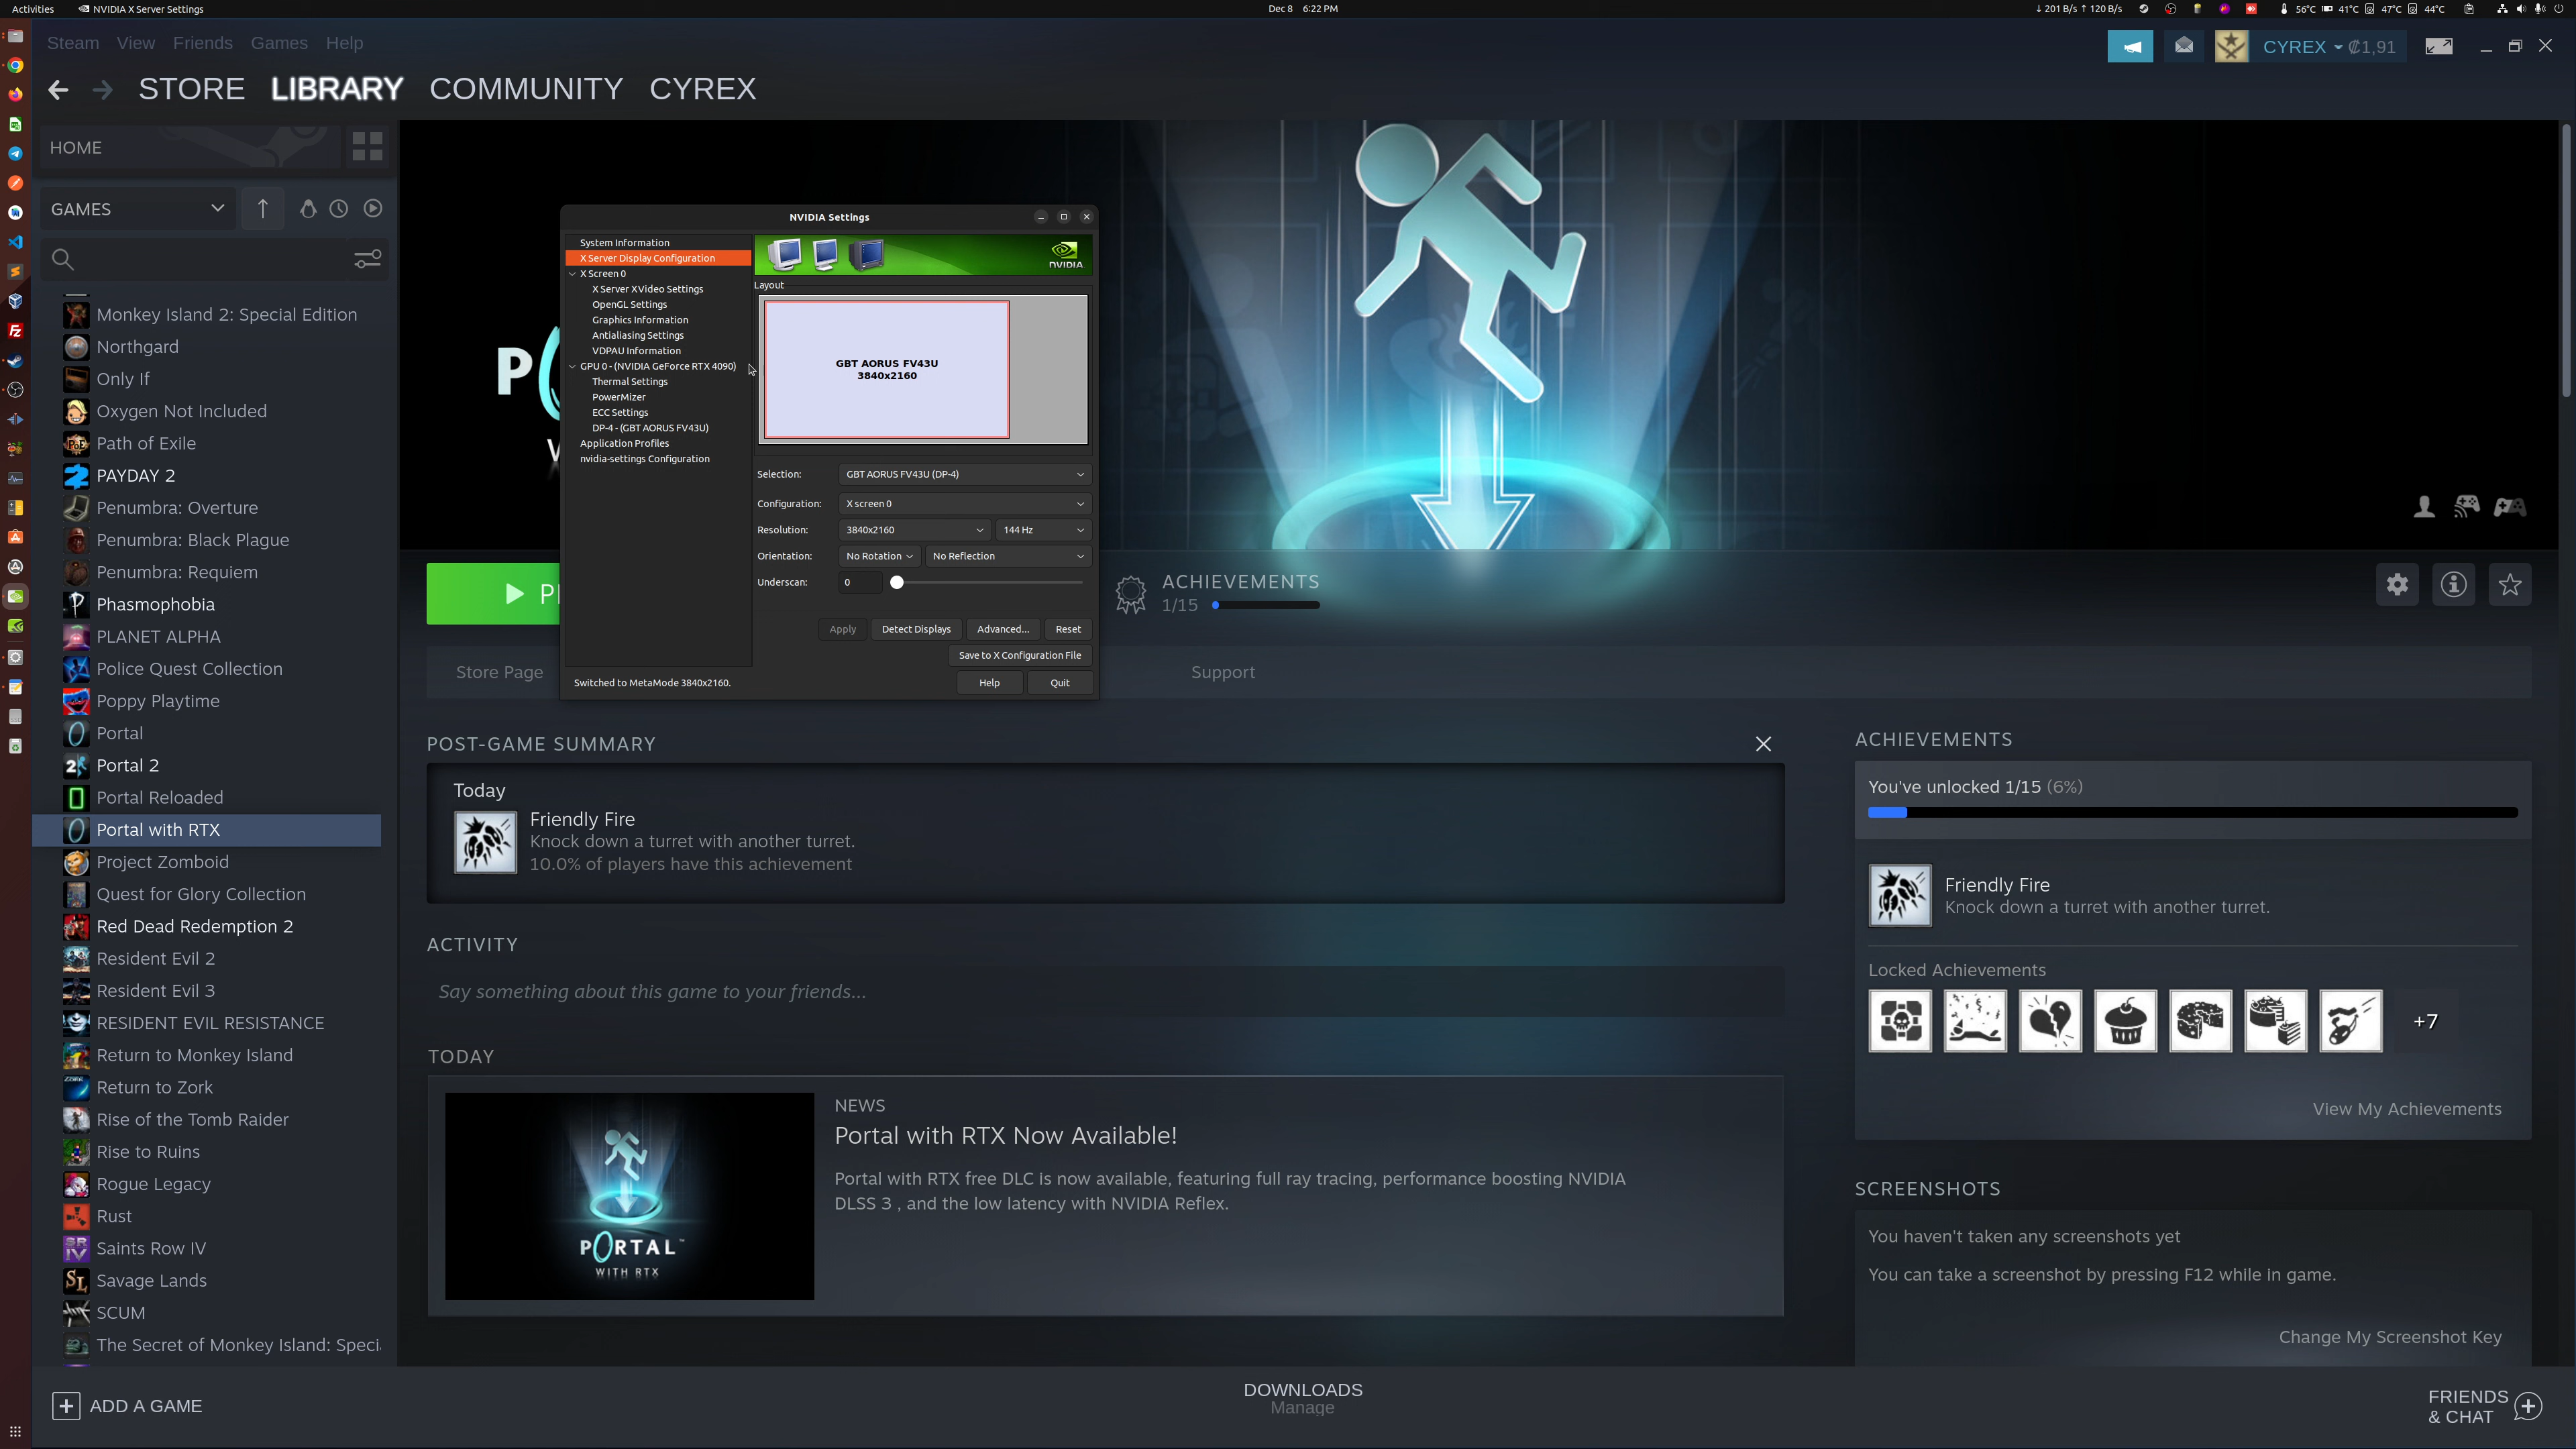 Activities
NVIDIA X Server Settings
Dec 8 6:22 PM
↓ 201 B/s ↑ 120 B/s
56°C
41°C
47°C
44°C
Steam View Friends Games Help
CYREX
₡1,91
STORE LIBRARY COMMUNITY CYREX
HOME
GAMES
Monkey Island 2: Special Edition
Northgard
Only If
Oxygen Not Included
Path of Exile
PAYDAY 2
Penumbra: Overture
Penumbra: Black Plague
Penumbra: Requiem
Phasmophobia
PLANET ALPHA
Police Quest Collection
Poppy Playtime
Portal
Portal 2
Portal Reloaded
Portal with RTX
Project Zomboid
Quest for Glory Collection
Red Dead Redemption 2
Resident Evil 2
Resident Evil 3
RESIDENT EVIL RESISTANCE
Return to Monkey Island
Return to Zork
Rise of the Tomb Raider
Rise to Ruins
Rogue Legacy
Rust
Saints Row IV
Savage Lands
SCUM
The Secret of Monkey Island: Speci
ADD A GAME
NVIDIA Settings
System Information
X Server Display Configuration
X Screen 0
X Server XVideo Settings
OpenGL Settings
Graphics Information
Antialiasing Settings
VDPAU Information
GPU 0 - (NVIDIA GeForce RTX 4090)
Thermal Settings
PowerMizer
ECC Settings
DP-4 - (GBT AORUS FV43U)
Application Profiles
nvidia-settings Configuration
NVIDIA
Layout
GBT AORUS FV43U
3840x2160
Selection: GBT AORUS FV43U (DP-4)
Configuration: X screen 0
Resolution: 3840x2160 144 Hz
Orientation: No Rotation No Reflection
Underscan: 0
Apply Detect Displays Advanced... Reset
Save to X Configuration File
Switched to MetaMode 3840x2160.
Help Quit
ACHIEVEMENTS
1/15
Store Page
Support
POST-GAME SUMMARY
Today
Friendly Fire
Knock down a turret with another turret.
10.0% of players have this achievement
ACTIVITY
Say something about this game to your friends...
TODAY
PORTAL™
WITH RTX
NEWS
Portal with RTX Now Available!
Portal with RTX free DLC is now available, featuring full ray tracing, performance boosting NVIDIA
DLSS 3 , and the low latency with NVIDIA Reflex.
ACHIEVEMENTS
You've unlocked 1/15 (6%)
Friendly Fire
Knock down a turret with another turret.
Locked Achievements
+7
View My Achievements
SCREENSHOTS
You haven't taken any screenshots yet
You can take a screenshot by pressing F12 while in game.
Change My Screenshot Key
DOWNLOADS
Manage
FRIENDS
& CHAT